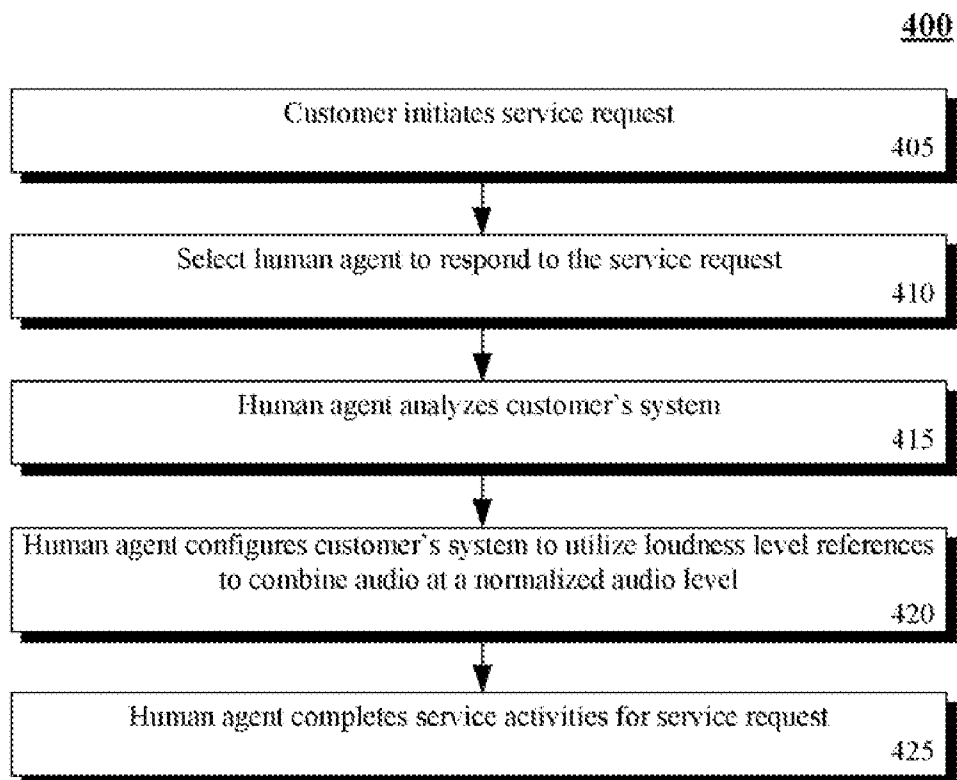 400
Customer initiates service request
405
Select human agent to respond to the service request
410
Human agent analyzes customer's system
415
Human agent configures customer's system to utilize loudness level references
to combine audio at a normalized audio level
420
Human agent completes service activities for service request
425